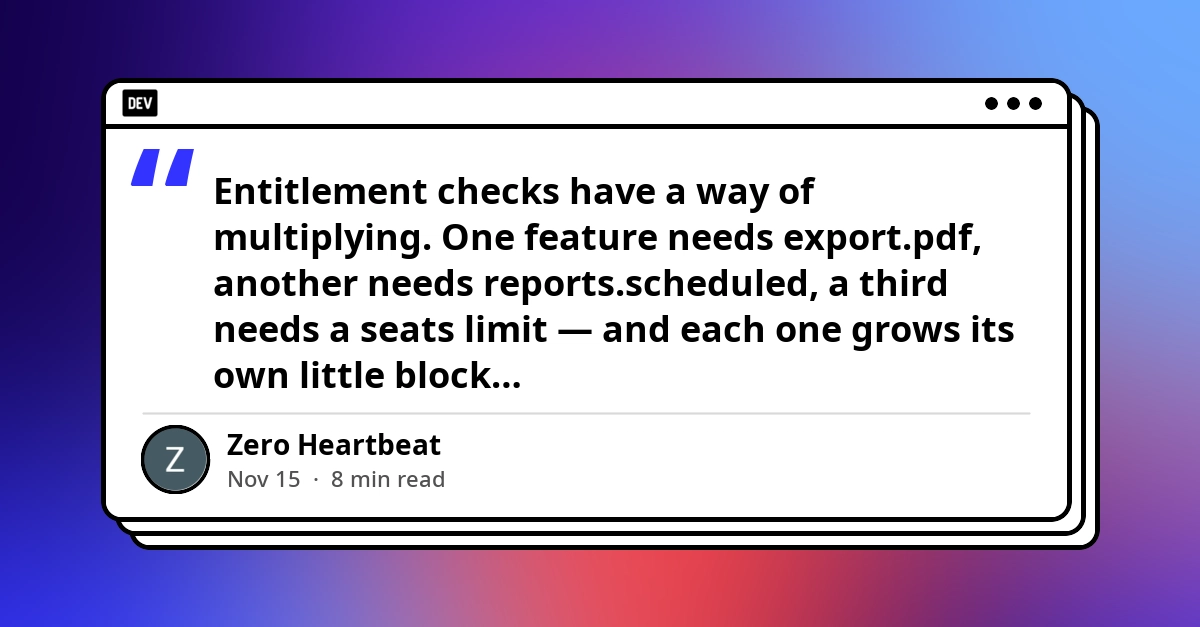 DEV
“
Entitlement checks have a way of
multiplying. One feature needs export.pdf,
another needs reports.scheduled, a third
needs a seats limit — and each one grows its
own little block...
Z
Zero Heartbeat
Nov 15 · 8 min read